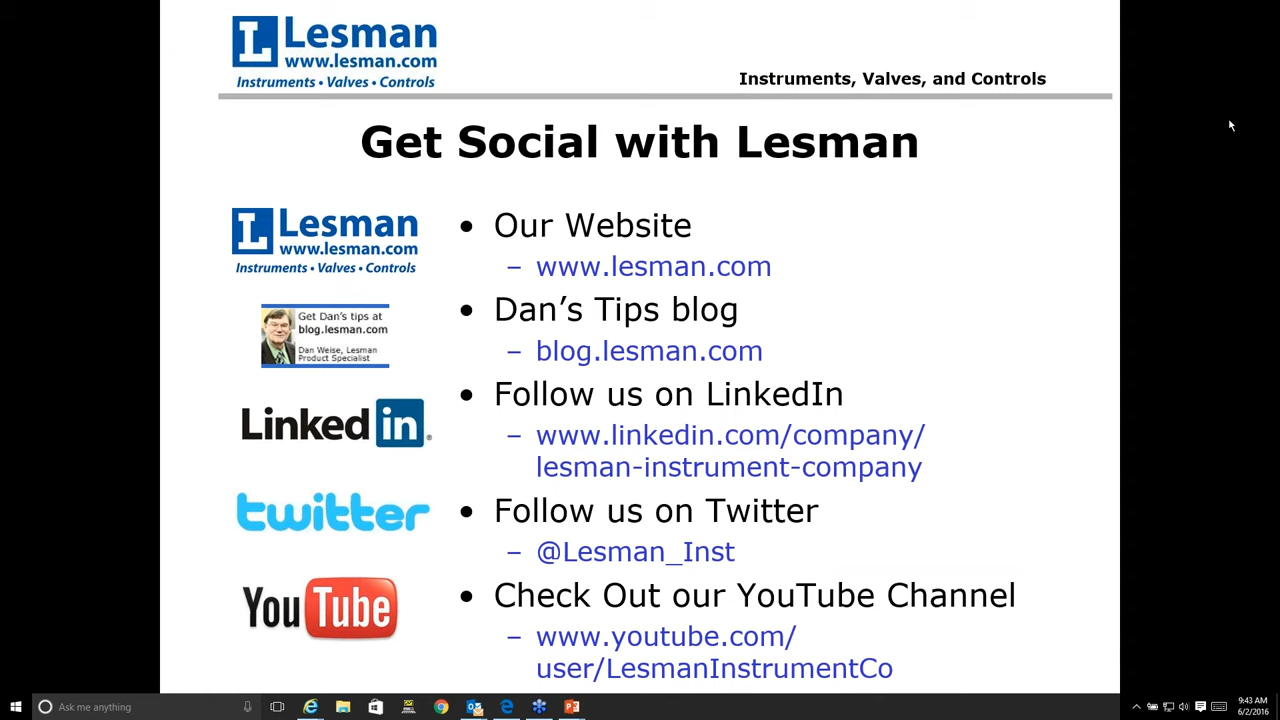 Lesman
www.lesman.com
Instruments • Valves • Controls
Instruments, Valves, and Controls
Get Social with Lesman
L Lesman
www.lesman.com
Instruments • Valves • Controls
• Our Website
– www.lesman.com
Get Dan's tips at
blog.lesman.com
Dan Weise, Lesman
Product Specialist
• Dan’s Tips blog
– blog.lesman.com
Linked in®
• Follow us on LinkedIn
– www.linkedin.com/company/
lesman-instrument-company
twitter
• Follow us on Twitter
– @Lesman_Inst
YouTube
• Check Out our YouTube Channel
– www.youtube.com/
user/LesmanInstrumentCo
Ask me anything
9:43 AM
6/2/2016